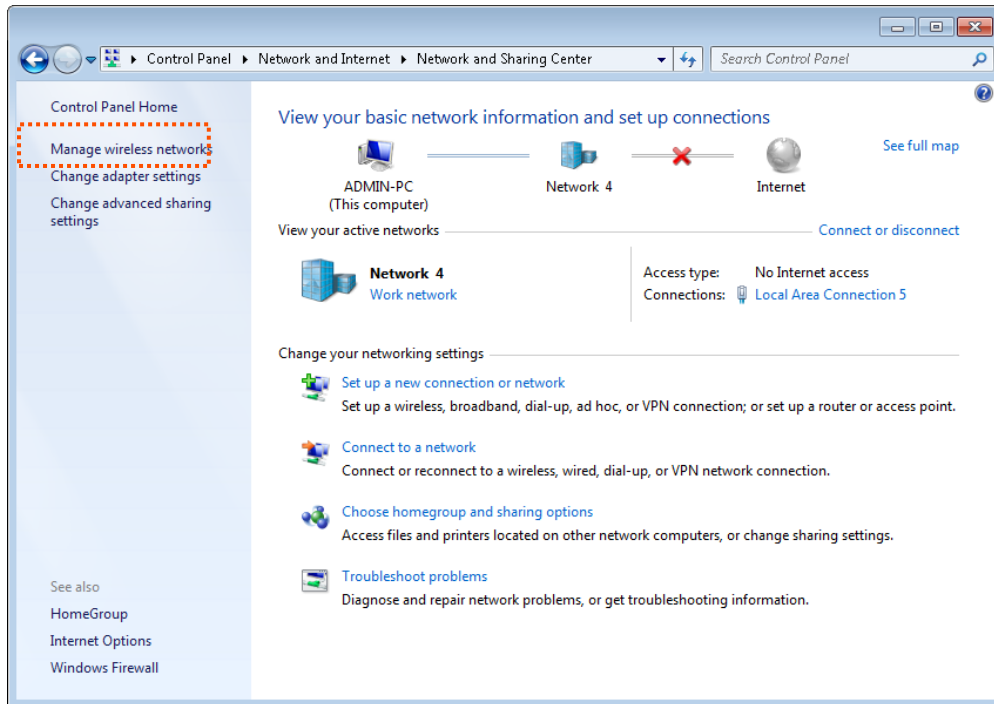 Control Panel ▸ Network and Internet ▸ Network and Sharing Center
Search Control Panel
Control Panel Home
Manage wireless networks
Change adapter settings
Change advanced sharing
settings
See also
HomeGroup
Internet Options
Windows Firewall
View your basic network information and set up connections
See full map
ADMIN-PC
(This computer)
Network 4
Internet
View your active networks
Connect or disconnect
Network 4
Work network
Access type: No Internet access
Connections: Local Area Connection 5
Change your networking settings
Set up a new connection or network
Set up a wireless, broadband, dial-up, ad hoc, or VPN connection; or set up a router or access point.
Connect to a network
Connect or reconnect to a wireless, wired, dial-up, or VPN network connection.
Choose homegroup and sharing options
Access files and printers located on other network computers, or change sharing settings.
Troubleshoot problems
Diagnose and repair network problems, or get troubleshooting information.